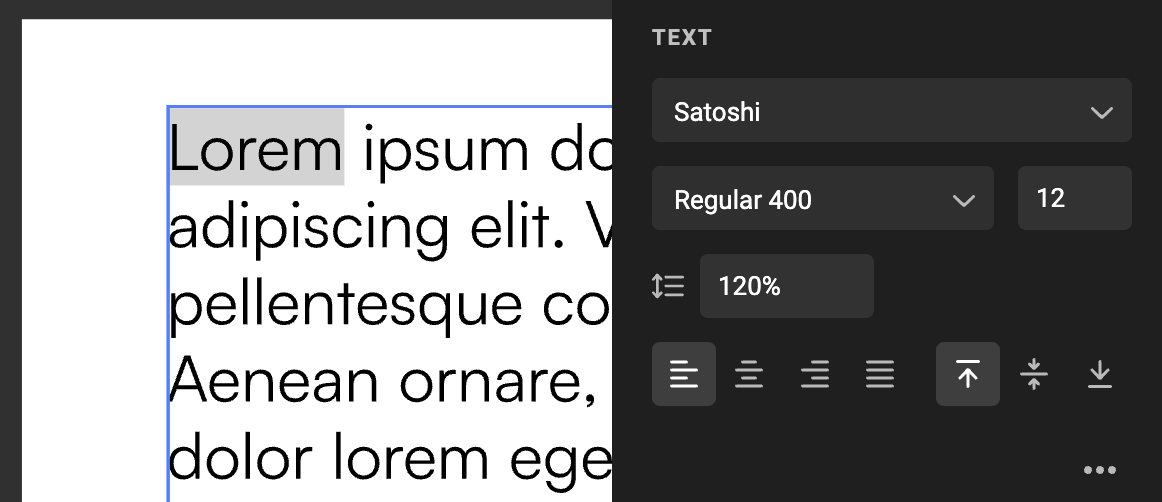 Lorem ipsum do
adipiscing elit. V
pellentesque co
Aenean ornare,
dolor lorem ege
TEXT
Satoshi
Regular 400
12
120%